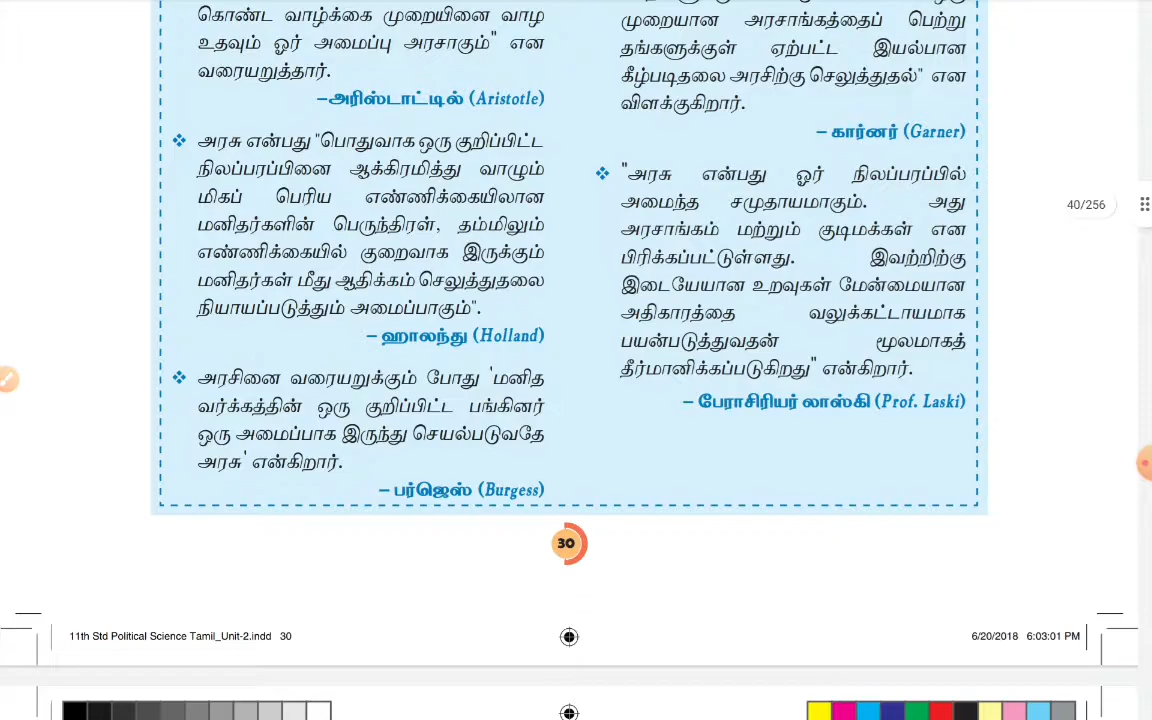 கொண்ட வாழ்க்கை முறையினை வாழ
உதவும் ஓர் அமைப்பு அரசாகும்" என
வரையறுத்தார்.
–அரிஸ்டாட்டில் (Aristotle)
❖ அரசு என்பது "பொதுவாக ஒரு குறிப்பிட்ட
நிலப்பரப்பினை ஆக்கிரமித்து வாழும்
மிகப் பெரிய எண்ணிக்கையிலான
மனிதர்களின் பெருந்திரள், தம்மிலும்
எண்ணிக்கையில் குறைவாக இருக்கும்
மனிதர்கள் மீது ஆதிக்கம் செலுத்துதலை
நியாயப்படுத்தும் அமைப்பாகும்".
– ஹாலந்து (Holland)
❖ அரசினை வரையறுக்கும் போது 'மனித
வர்க்கத்தின் ஒரு குறிப்பிட்ட பங்கினர்
ஒரு அமைப்பாக இருந்து செயல்படுவதே
அரசு' என்கிறார்.
– பர்ஜெஸ் (Burgess)
முறையான அரசாங்கத்தைப் பெற்று
தங்களுக்குள் ஏற்பட்ட இயல்பான
கீழ்படிதலை அரசிற்கு செலுத்துதல்" என
விளக்குகிறார்.
– கார்னர் (Garner)
❖ "அரசு என்பது ஓர் நிலப்பரப்பில்
அமைந்த சமுதாயமாகும். அது
அரசாங்கம் மற்றும் குடிமக்கள் என
பிரிக்கப்பட்டுள்ளது. இவற்றிற்கு
இடையேயான உறவுகள் மேன்மையான
அதிகாரத்தை வலுக்கட்டாயமாக
பயன்படுத்துவதன் மூலமாகத்
தீர்மானிக்கப்படுகிறது" என்கிறார்.
– பேராசிரியர் லாஸ்கி (Prof. Laski)
40/256
30
11th Std Political Science Tamil_Unit-2.indd 30
6/20/2018 6:03:01 PM